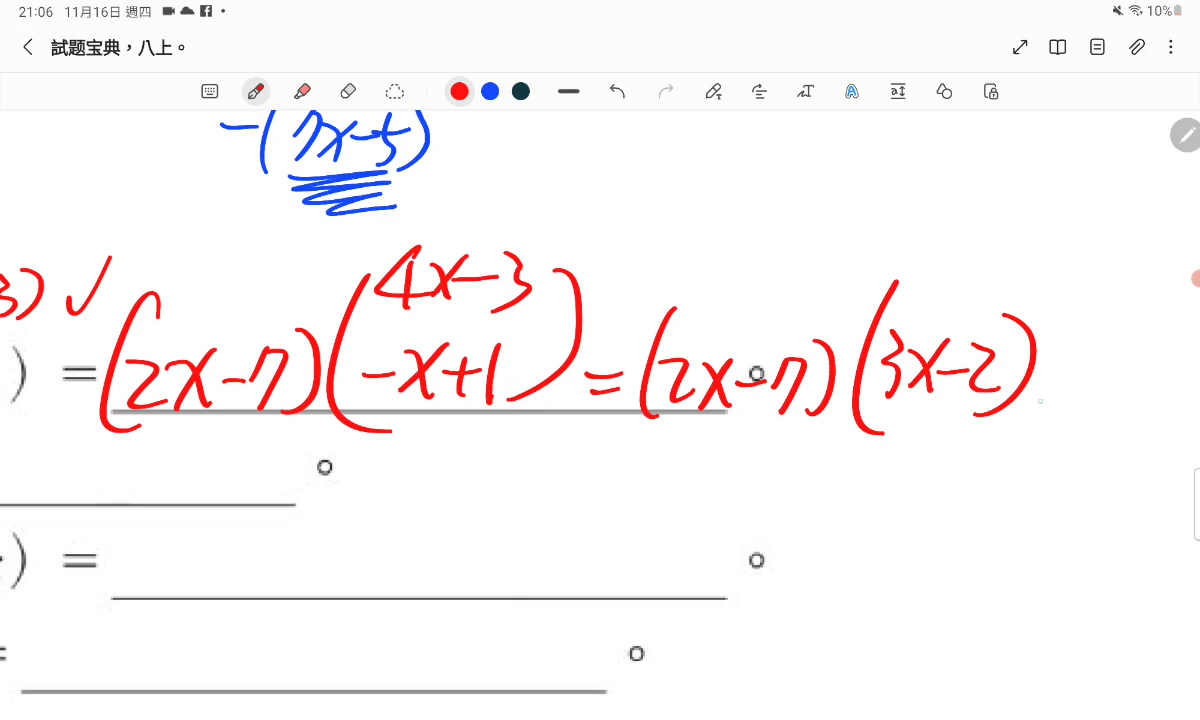 21:06 11月16日 週四 10%
試题宝典，八上。
-(7x-5)
3) ✓
4x-3
) =(2x-7)( -x+1 )=(2x-7)(3x-2)
。
) = 。
= 。